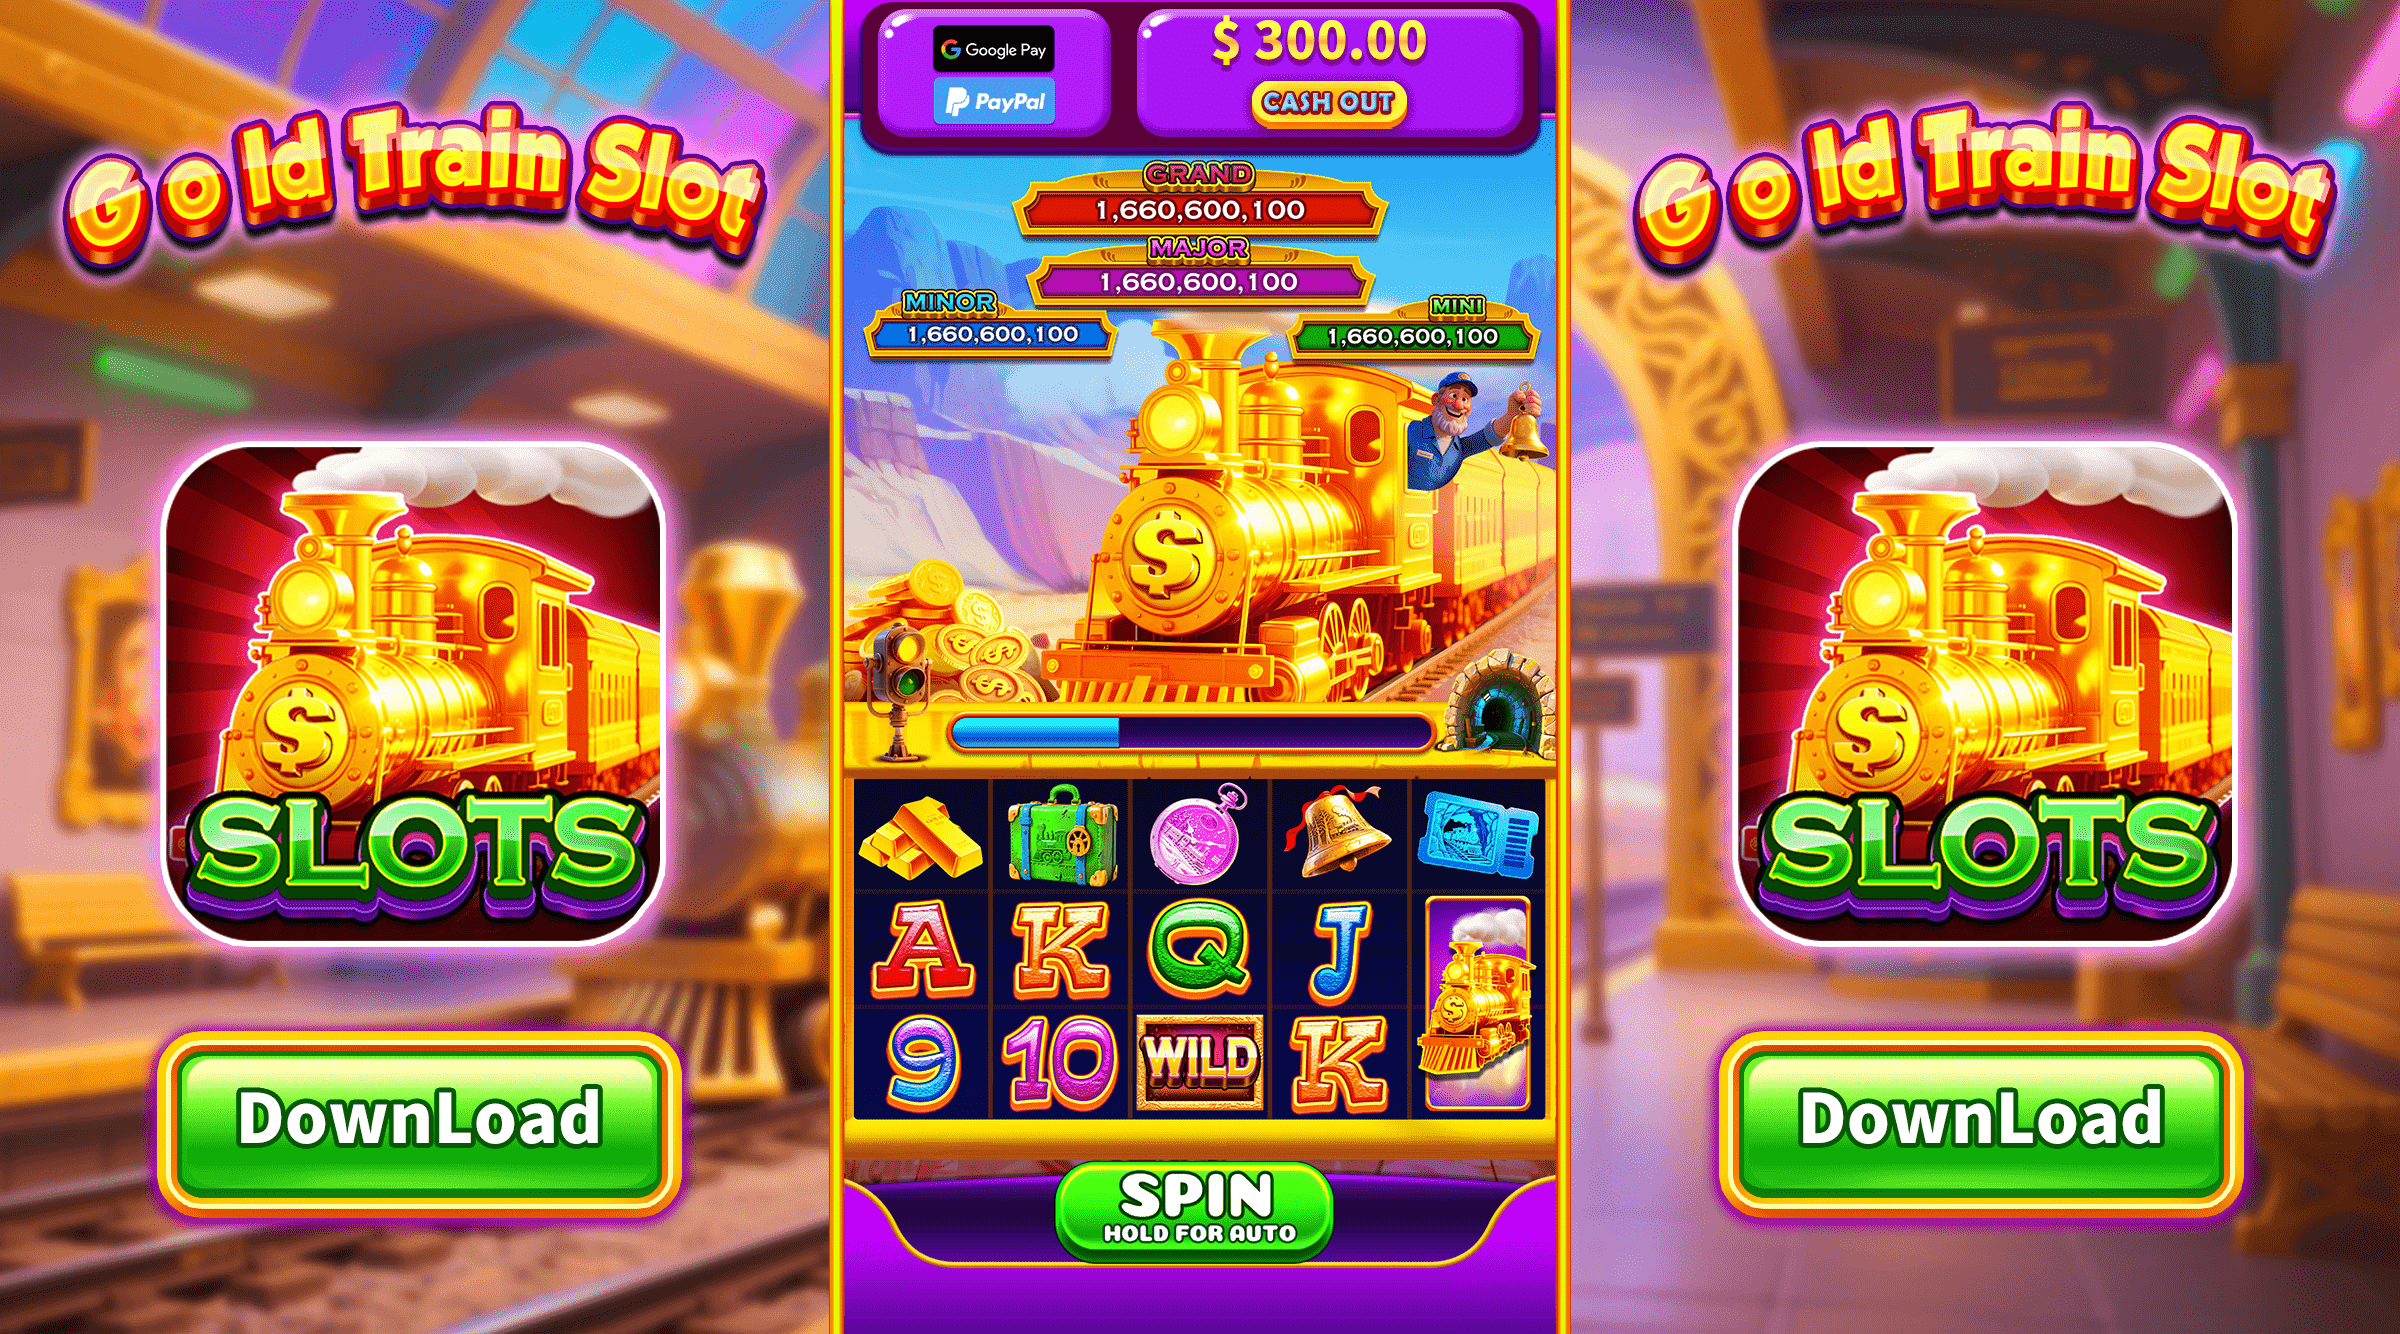 Gold Train Slot
SLOTS
DownLoad
G Google Pay
PayPal
$ 300.00
CASH OUT
GRAND
1,660,600,100
MAJOR
1,660,600,100
MINOR
1,660,600,100
MINI
1,660,600,100
$
$
A K Q J
9 10 WILD K
$
SPIN
HOLD FOR AUTO
Gold Train Slot
$
SLOTS
DownLoad